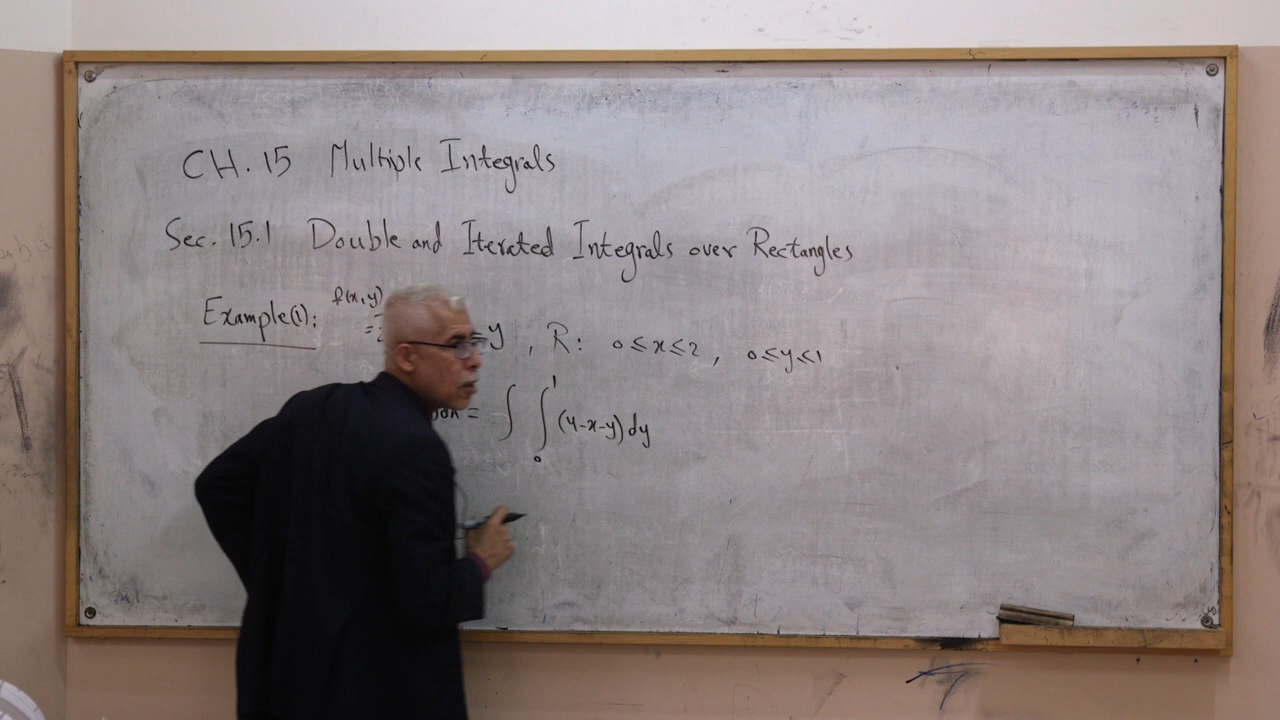 CH. 15 Multiple Integrals
Sec. 15.1 Double and Iterated Integrals over Rectangles
Example(1): f(x,y)
= y , R: 0≤x≤2, 0≤y≤1
dA = ∫ ∫₀¹ (4-x-y) dy